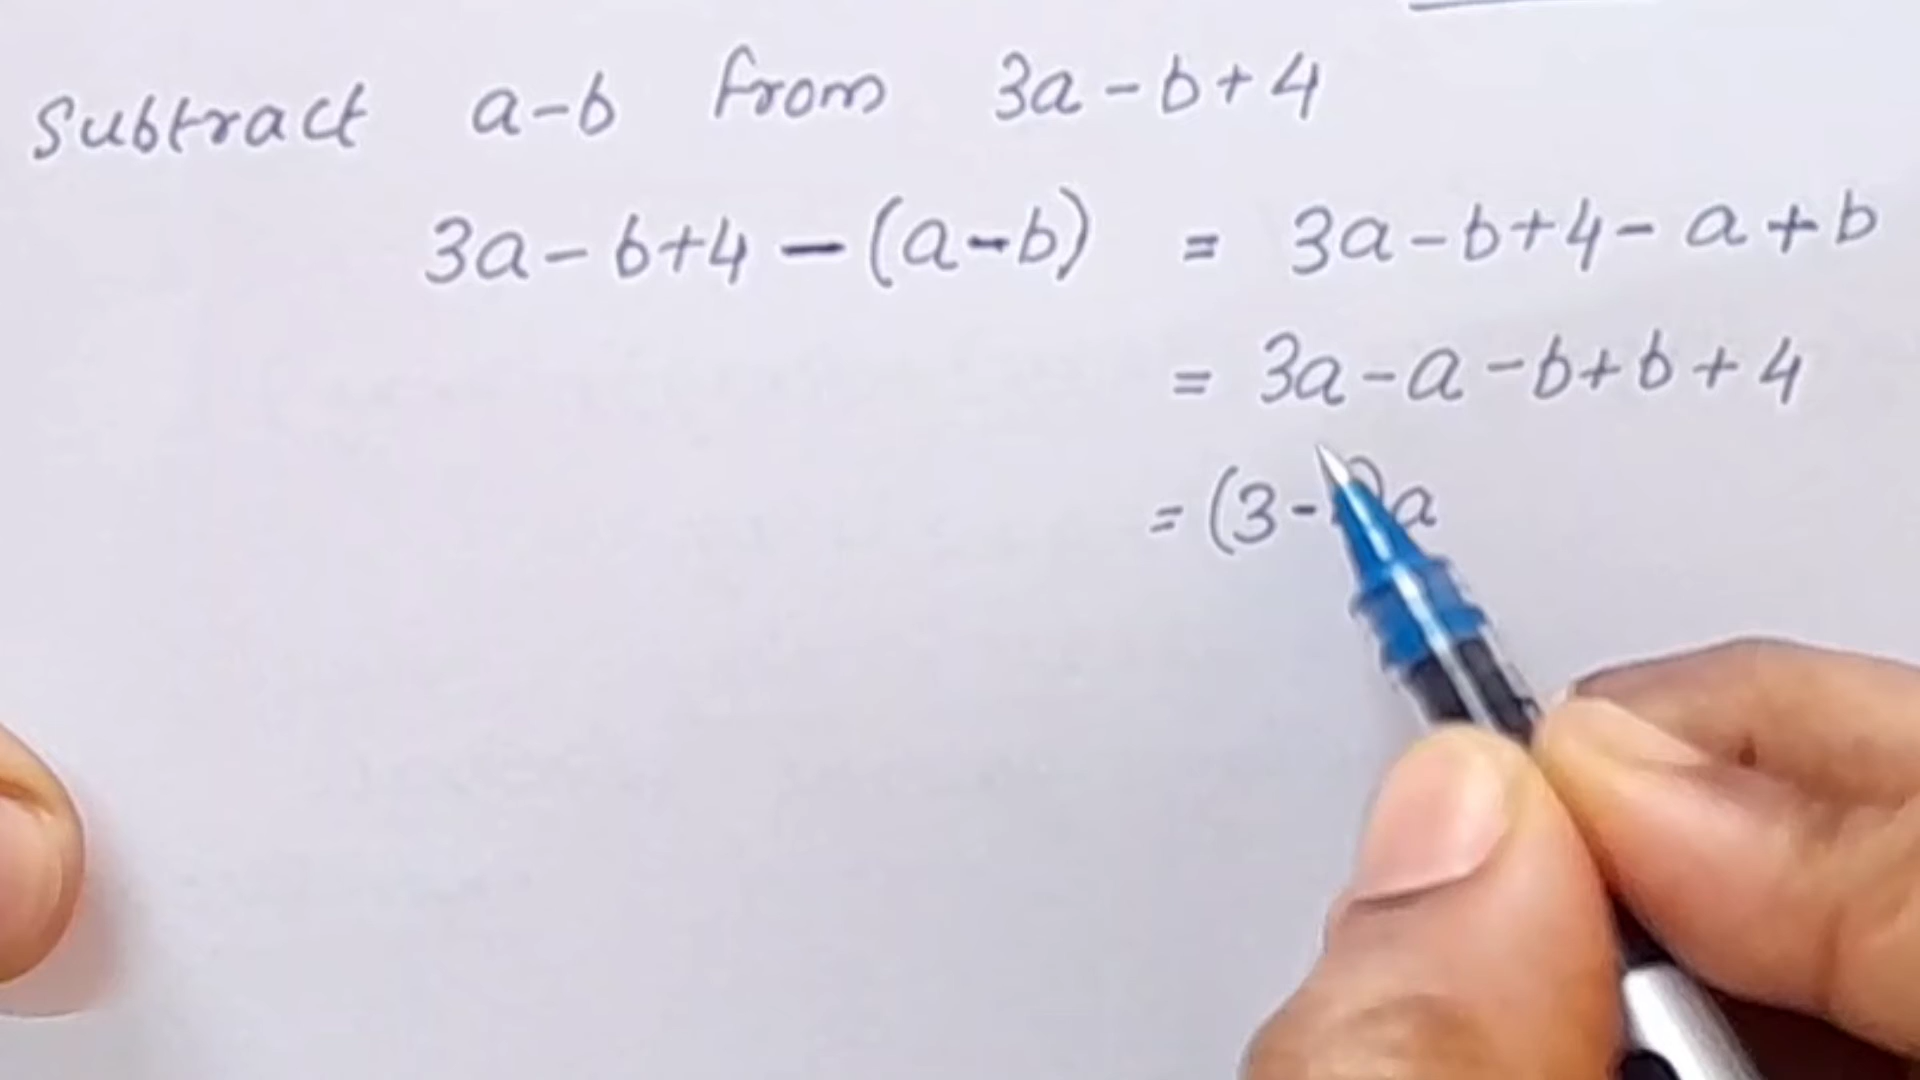 Subtract a-b from 3a-b+4
3a-b+4-(a-b) = 3a-b+4-a+b
= 3a-a-b+b+4
= (3- )a